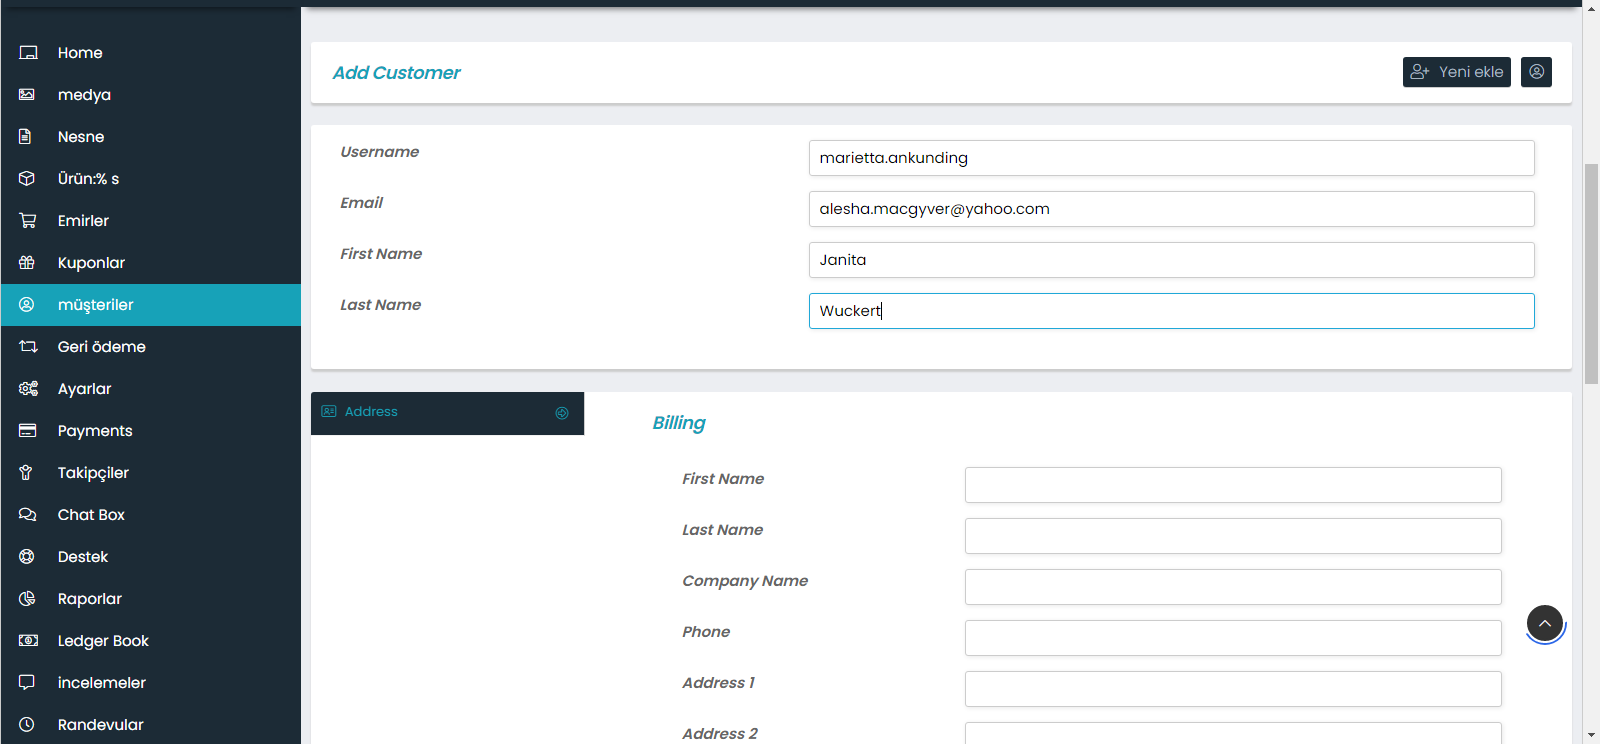 Home
medya
Nesne
Ürün:% s
Emirler
Kuponlar
müşteriler
Geri ödeme
Ayarlar
Payments
Takipçiler
Chat Box
Destek
Raporlar
Ledger Book
incelemeler
Randevular
Add Customer
Yeni ekle
Username
marietta.ankunding
Email
alesha.macgyver@yahoo.com
First Name
Janita
Last Name
Wuckert
Address
Billing
First Name
Last Name
Company Name
Phone
Address 1
Address 2